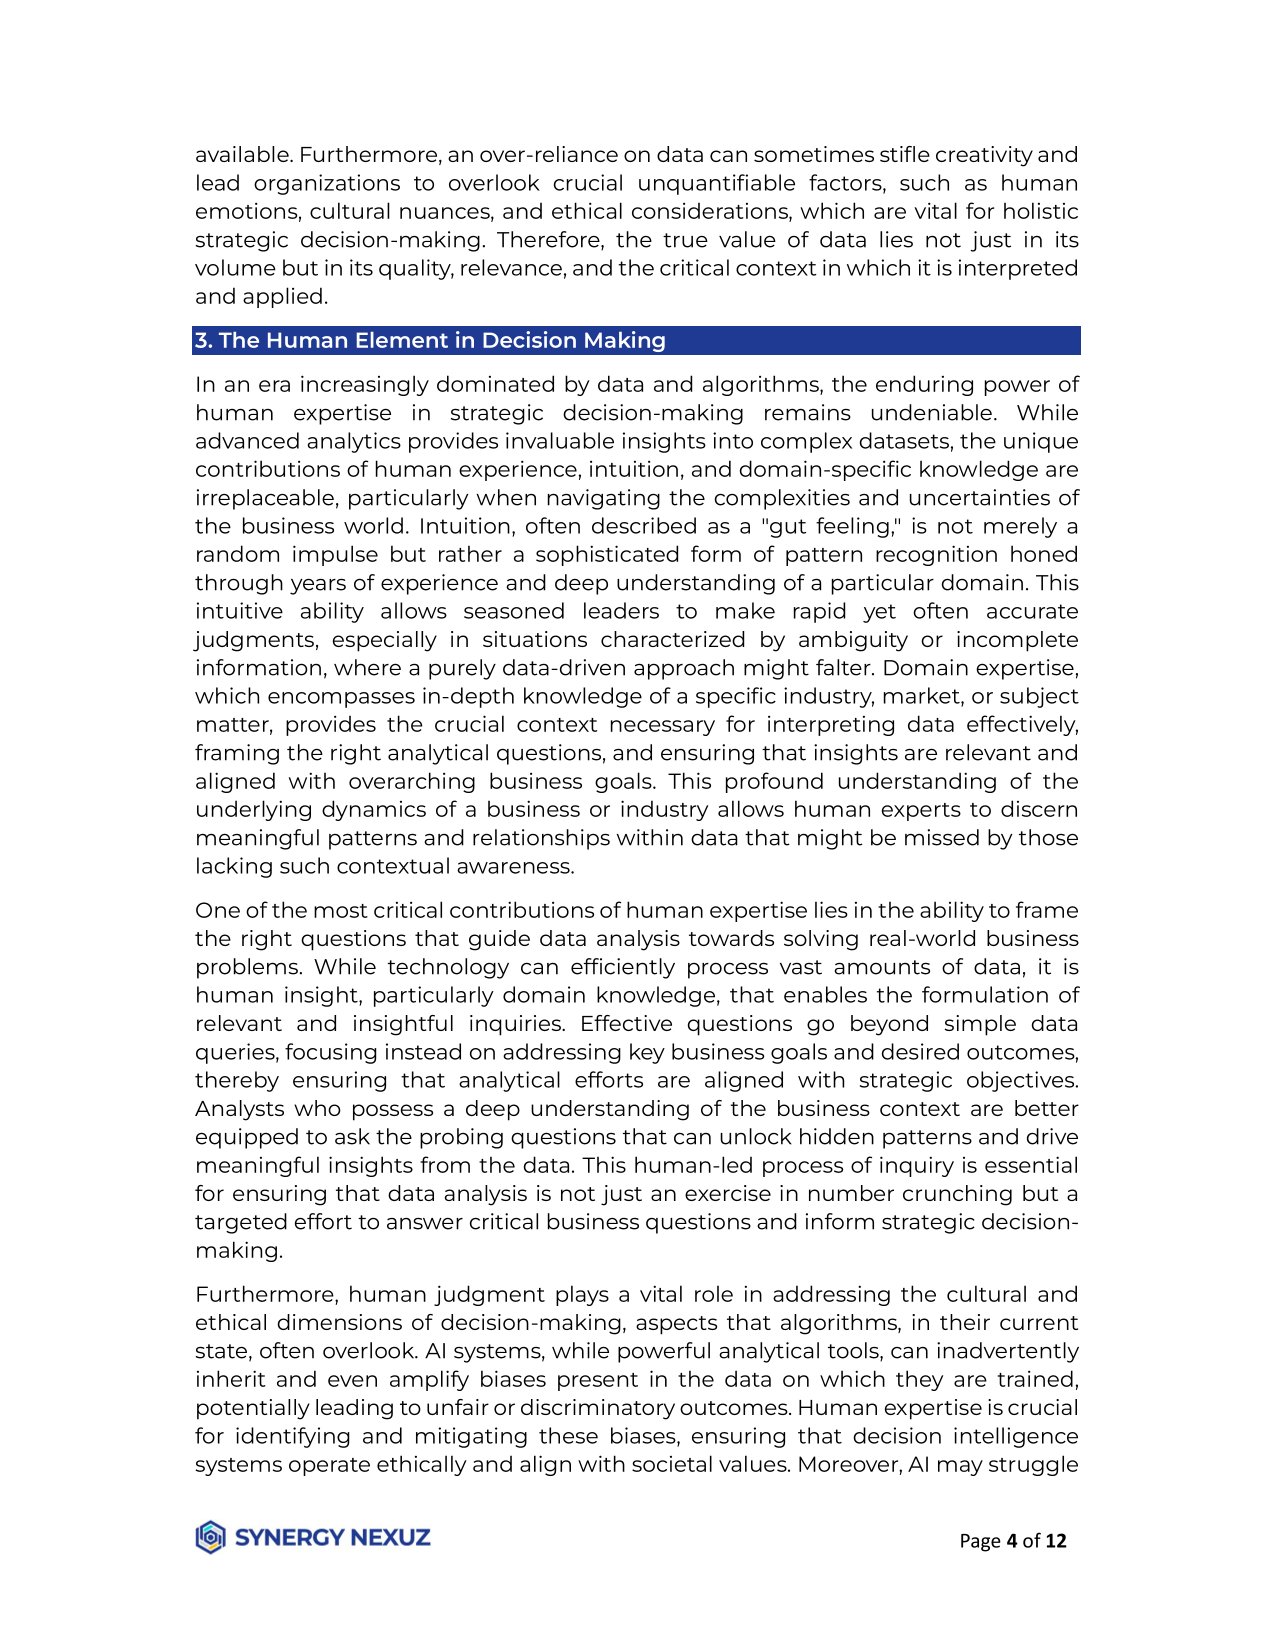 available. Furthermore, an over-reliance on data can sometimes stifle creativity and
lead organizations to overlook crucial unquantifiable factors, such as human
emotions, cultural nuances, and ethical considerations, which are vital for holistic
strategic decision-making. Therefore, the true value of data lies not just in its
volume but in its quality, relevance, and the critical context in which it is interpreted
and applied.
3. The Human Element in Decision Making
In an era increasingly dominated by data and algorithms, the enduring power of
human expertise in strategic decision-making remains undeniable. While
advanced analytics provides invaluable insights into complex datasets, the unique
contributions of human experience, intuition, and domain-specific knowledge are
irreplaceable, particularly when navigating the complexities and uncertainties of
the business world. Intuition, often described as a "gut feeling," is not merely a
random impulse but rather a sophisticated form of pattern recognition honed
through years of experience and deep understanding of a particular domain. This
intuitive ability allows seasoned leaders to make rapid yet often accurate
judgments, especially in situations characterized by ambiguity or incomplete
information, where a purely data-driven approach might falter. Domain expertise,
which encompasses in-depth knowledge of a specific industry, market, or subject
matter, provides the crucial context necessary for interpreting data effectively,
framing the right analytical questions, and ensuring that insights are relevant and
aligned with overarching business goals. This profound understanding of the
underlying dynamics of a business or industry allows human experts to discern
meaningful patterns and relationships within data that might be missed by those
lacking such contextual awareness.
One of the most critical contributions of human expertise lies in the ability to frame
the right questions that guide data analysis towards solving real-world business
problems. While technology can efficiently process vast amounts of data, it is
human insight, particularly domain knowledge, that enables the formulation of
relevant and insightful inquiries. Effective questions go beyond simple data
queries, focusing instead on addressing key business goals and desired outcomes,
thereby ensuring that analytical efforts are aligned with strategic objectives.
Analysts who possess a deep understanding of the business context are better
equipped to ask the probing questions that can unlock hidden patterns and drive
meaningful insights from the data. This human-led process of inquiry is essential
for ensuring that data analysis is not just an exercise in number crunching but a
targeted effort to answer critical business questions and inform strategic decision-
making.
Furthermore, human judgment plays a vital role in addressing the cultural and
ethical dimensions of decision-making, aspects that algorithms, in their current
state, often overlook. AI systems, while powerful analytical tools, can inadvertently
inherit and even amplify biases present in the data on which they are trained,
potentially leading to unfair or discriminatory outcomes. Human expertise is crucial
for identifying and mitigating these biases, ensuring that decision intelligence
systems operate ethically and align with societal values. Moreover, AI may struggle
SYNERGY NEXUZ
Page 4 of 12